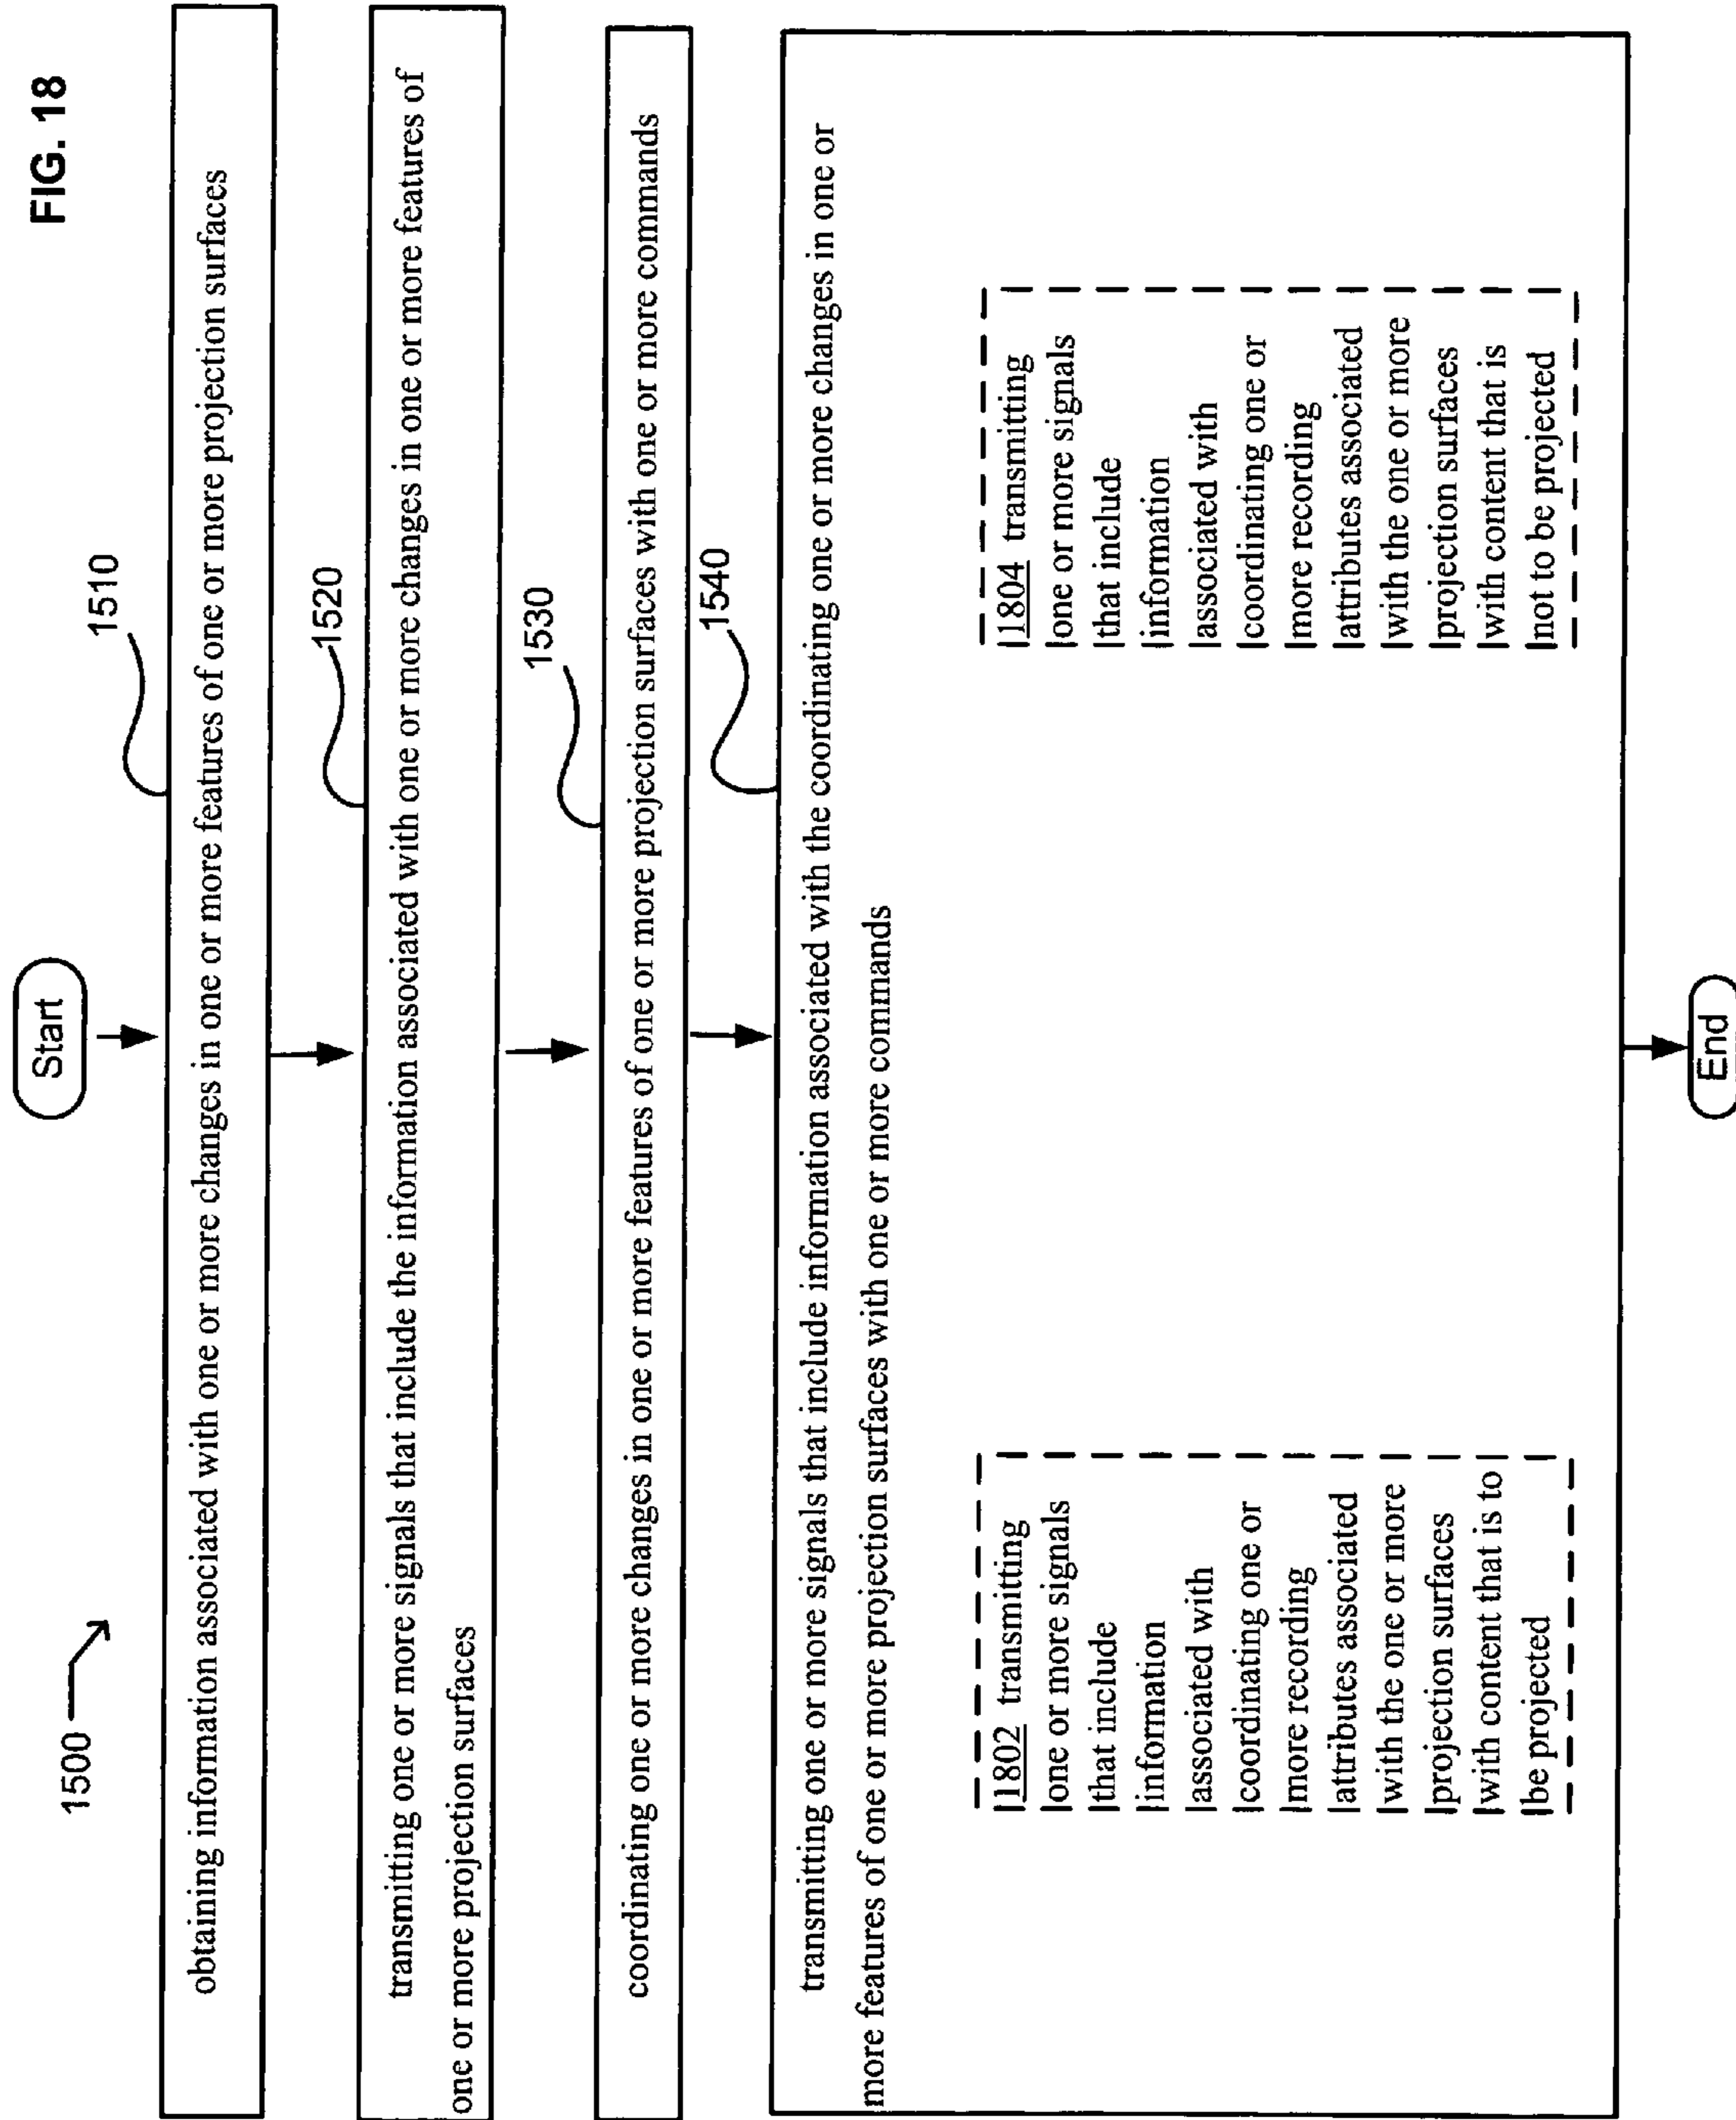 FIG. 18
1500
Start
1510
obtaining information associated with one or more changes in one or more features of one or more projection surfaces
1520
transmitting one or more signals that include the information associated with one or more changes in one or more features of
one or more projection surfaces
1530
coordinating one or more changes in one or more features of one or more projection surfaces with one or more commands
1540
transmitting one or more signals that include information associated with the coordinating one or more changes in one or
more features of one or more projection surfaces with one or more commands
1802 transmitting
one or more signals
that include
information
associated with
coordinating one or
more recording
attributes associated
with the one or more
projection surfaces
with content that is to
be projected
1804 transmitting
one or more signals
that include
information
associated with
coordinating one or
more recording
attributes associated
with the one or more
projection surfaces
with content that is
not to be projected
End